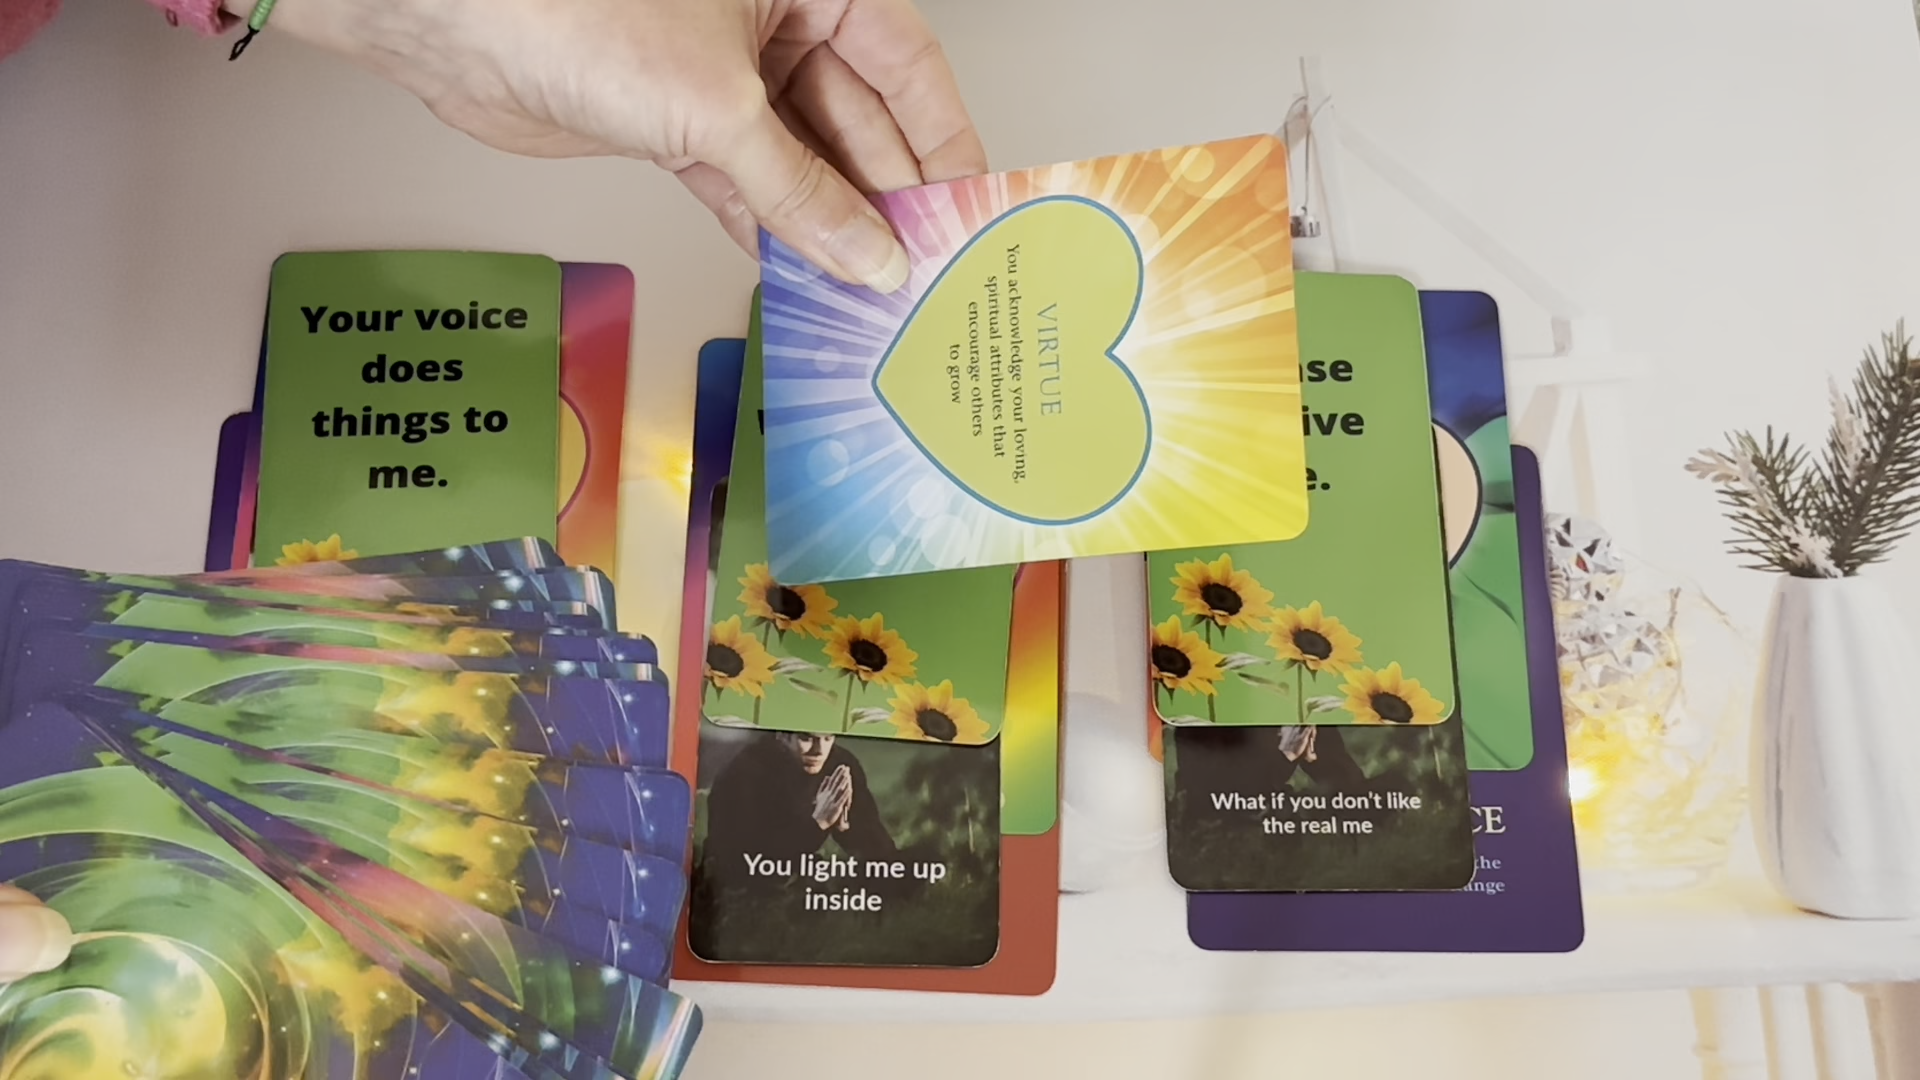 Your voice
does
things to
me.
VIRTUE
You acknowledge your loving,
spiritual attributes that
encourage others
to grow
You light me up
inside
What if you don't like
the real me
the